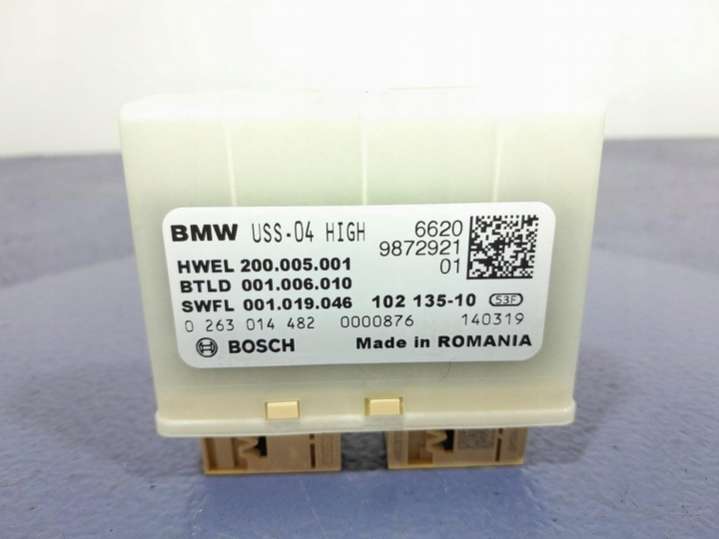 BMW USS-04 HIGH 6620
9872921
HWEL 200.005.001 01
BTLD 001.006.010
SWFL 001.019.046 102 135-10 53F
0 263 014 482 0000876 140319
BOSCH Made in ROMANIA